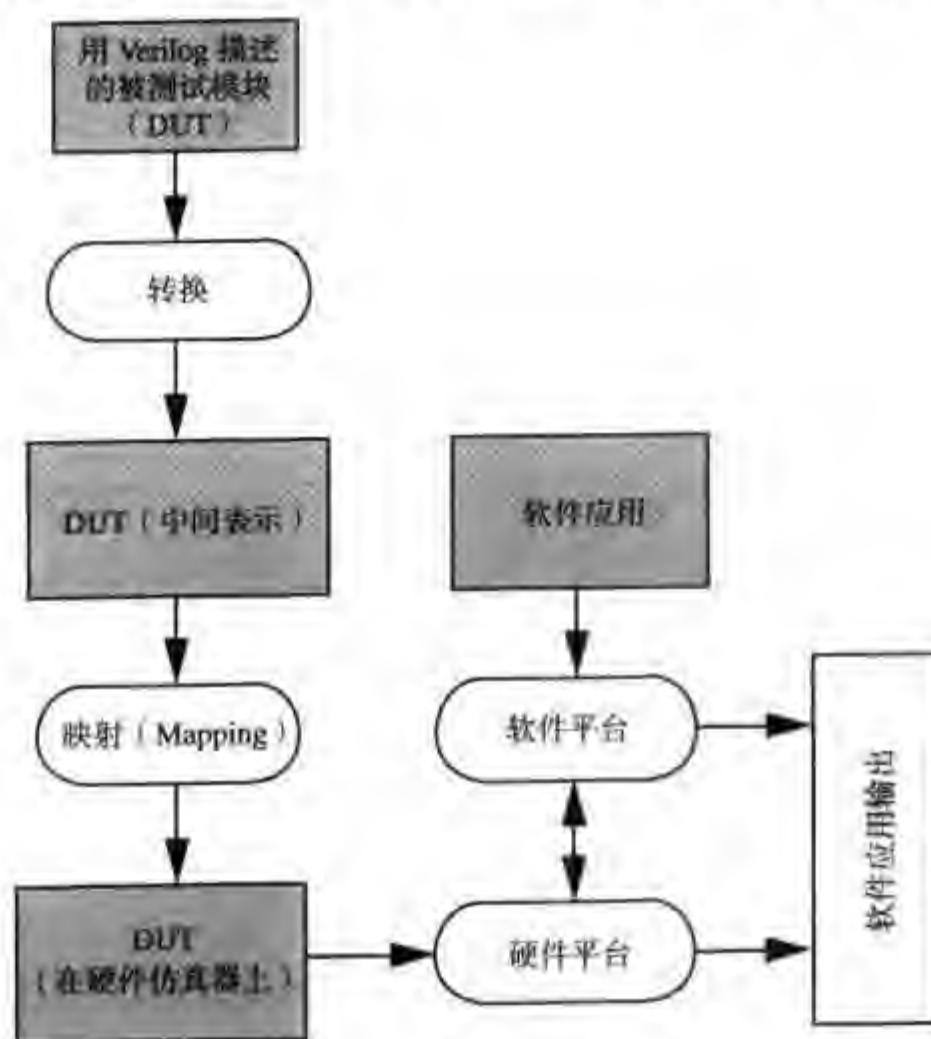 用 Verilog 描述
的被测试模块
（DUT）
转换
DUT（中间表示）
软件应用
映射（Mapping）
软件平台
软件应用输出
DUT
（在硬件仿真器上）
硬件平台